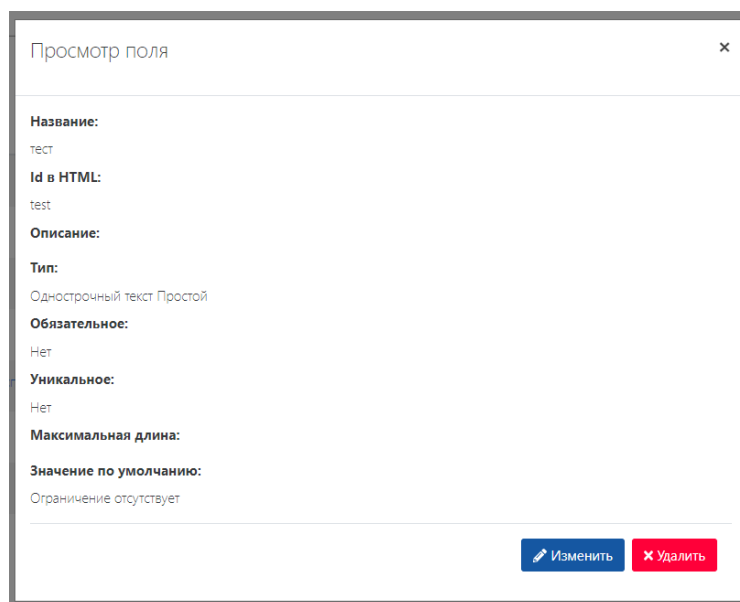 Просмотр поля
Название:
тест
Id в HTML:
test
Описание:
Тип:
Однострочный текст Простой
Обязательное:
Нет
Уникальное:
Нет
Максимальная длина:
Значение по умолчанию:
Ограничение отсутствует
Изменить Удалить